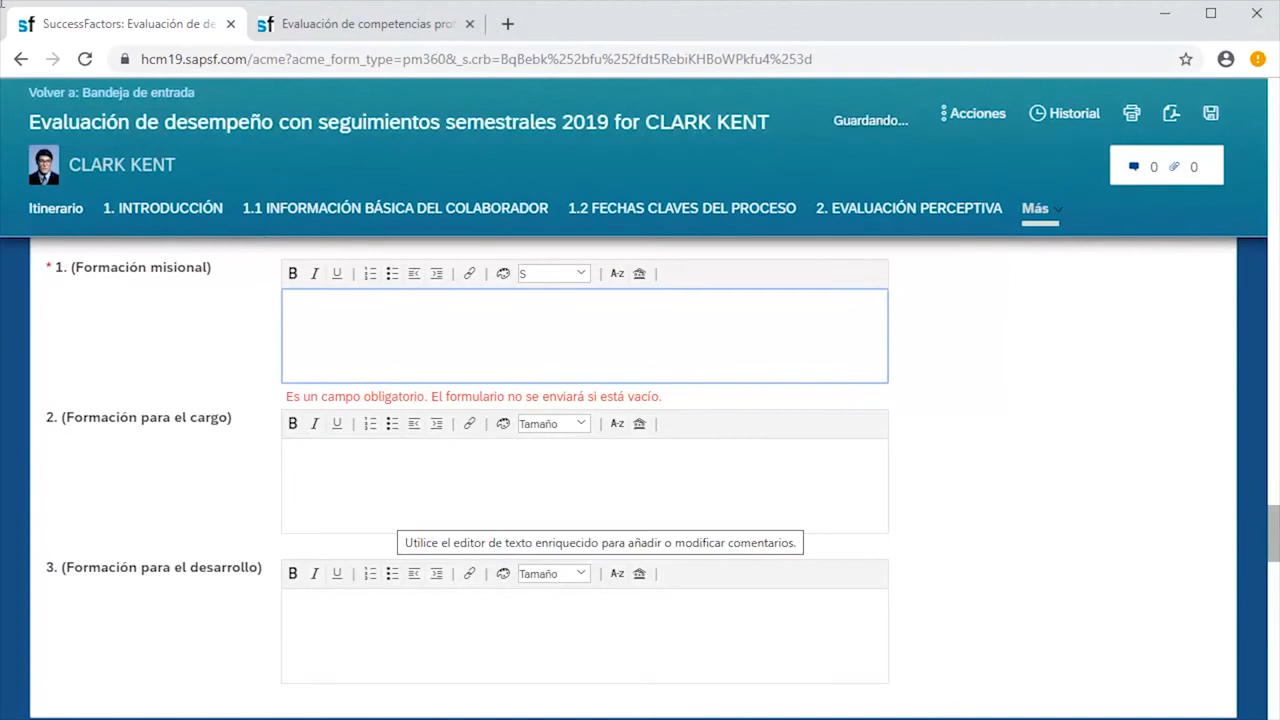 SuccessFactors: Evaluación de de
Evaluación de competencias prof
hcm19.sapsf.com/acme?acme_form_type=pm360&_s.crb=BqBebk%252bfu%252fdt5RebiKHBoWPkfu4%253d
Volver a: Bandeja de entrada
Evaluación de desempeño con seguimientos semestrales 2019 for CLARK KENT
Guardando...
Acciones
Historial
CLARK KENT
0 0
Itinerario 1. INTRODUCCIÓN 1.1 INFORMACIÓN BÁSICA DEL COLABORADOR 1.2 FECHAS CLAVES DEL PROCESO 2. EVALUACIÓN PERCEPTIVA Más
* 1. (Formación misional)
B I U S A-z
Es un campo obligatorio. El formulario no se enviará si está vacío.
2. (Formación para el cargo)
B I U Tamaño A-z
Utilice el editor de texto enriquecido para añadir o modificar comentarios.
3. (Formación para el desarrollo)
B I U Tamaño A-z